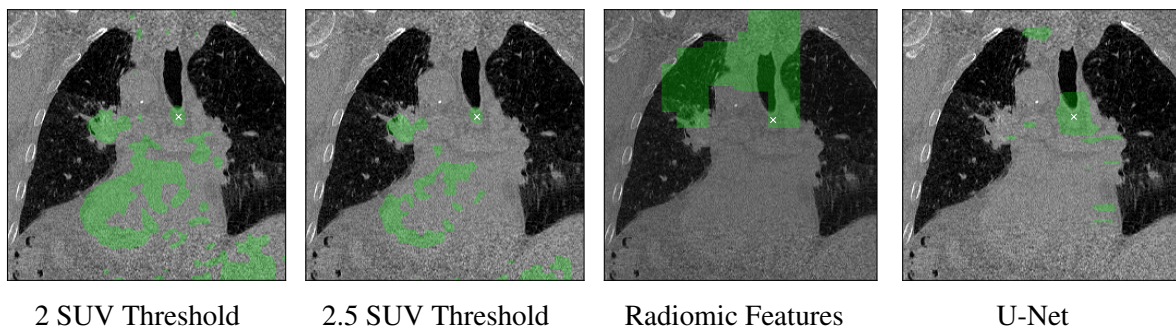 2 SUV Threshold
2.5 SUV Threshold
Radiomic Features
U-Net